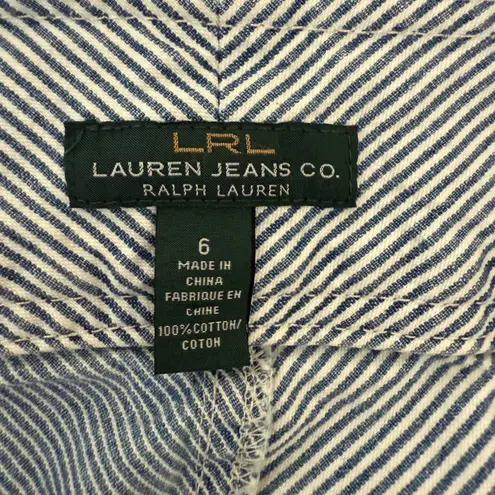 LRL
LAUREN JEANS CO.
RALPH LAUREN
6
MADE IN
CHINA
FABRIQUE EN
CHINE
100%COTTON/
COTON